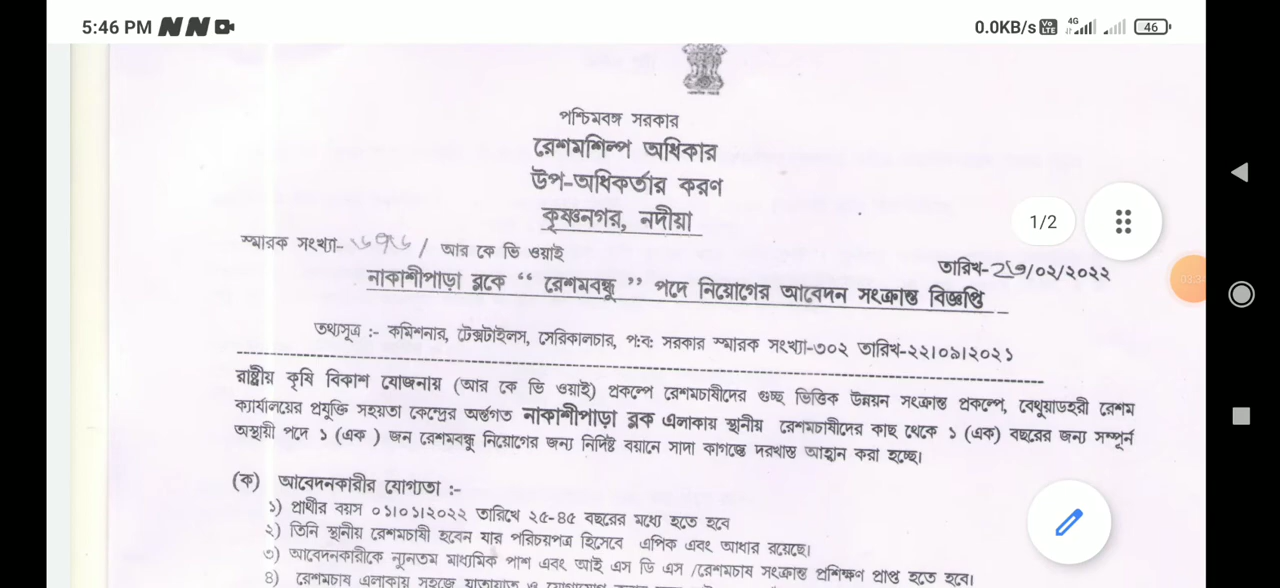 5:46 PM
0.0KB/s Vo LTE 4G 46
পশ্চিমবঙ্গ সরকার
রেশমশিল্প অধিকার
উপ-অধিকর্তার করণ
কৃষ্ণনগর, নদীয়া
1/2
স্মারক সংখ্যা- / আর কে ভি ওয়াই
তারিখ- /০২/২০২২
নাকাশীপাড়া ব্লকে “ রেশমবন্ধু ” পদে নিয়োগের আবেদন সংক্রান্ত বিজ্ঞপ্তি
তথ্যসূত্র :- কমিশনার, টেক্সটাইলস, সেরিকালচার, প:ব: সরকার স্মারক সংখ্যা-৩০২ তারিখ-২২।০৯।২০২১
রাষ্ট্রীয় কৃষি বিকাশ যোজনায় (আর কে ভি ওয়াই) প্রকল্পে রেশমচাষীদের গুচ্ছ ভিত্তিক উন্নয়ন সংক্রান্ত প্রকল্পে, বেথুয়াডহরী রেশম
কার্যালয়ের প্রযুক্তি সহয়তা কেন্দ্রের অর্ন্তগত নাকাশীপাড়া ব্লক এলাকায় স্থানীয় রেশমচাষীদের কাছ থেকে ১ (এক) বছরের জন্য সম্পূর্ন
অস্থায়ী পদে ১ (এক ) জন রেশমবন্ধু নিয়োগের জন্য নির্দিষ্ট বয়ানে সাদা কাগজে দরখাস্ত আহ্বান করা হচ্ছে।
(ক) আবেদনকারীর যোগ্যতা :-
১) প্রার্থীর বয়স ০১।০১।২০২২ তারিখে ২৫-৪৫ বছরের মধ্যে হতে হবে
২) তিনি স্থানীয় রেশমচাষী হবেন যার পরিচয়পত্র হিসেবে এপিক এবং আধার রয়েছে।
৩) আবেদনকারীকে ন্যূনতম মাধ্যমিক পাশ এবং আই এস ডি এস /রেশমচাষ সংক্রান্ত প্রশিক্ষণ প্রাপ্ত হতে হবে।
৪) রেশমচাষ এলাকায় সহজে যাতায়াত ও